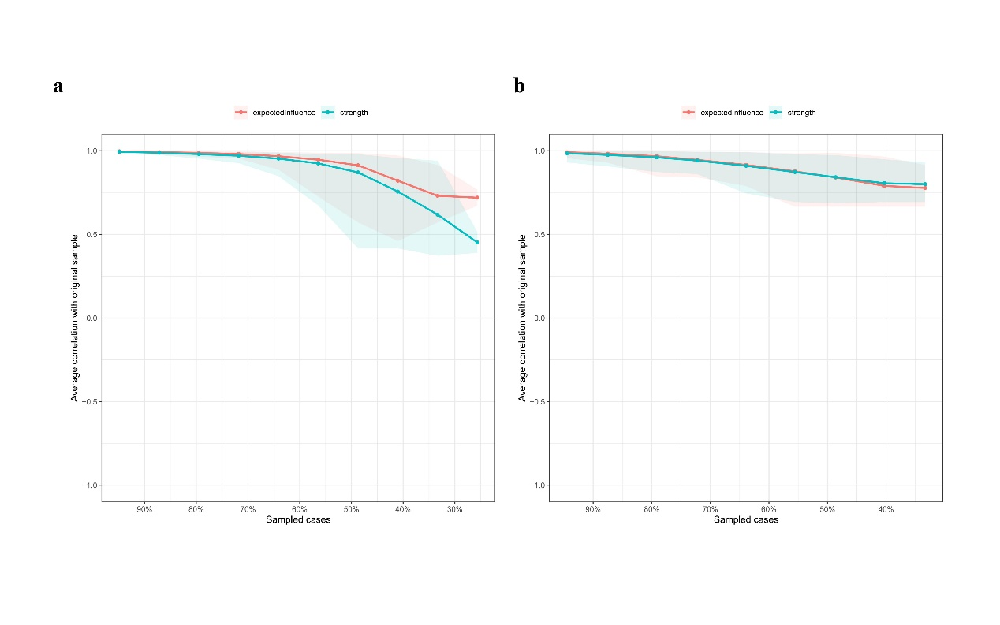 a
expectedInfluence strength
1.0
0.5
0.0
−0.5
−1.0
Average correlation with original sample
90% 80% 70% 60% 50% 40% 30%
Sampled cases
b
expectedInfluence strength
1.0
0.5
0.0
−0.5
−1.0
Average correlation with original sample
90% 80% 70% 60% 50% 40%
Sampled cases